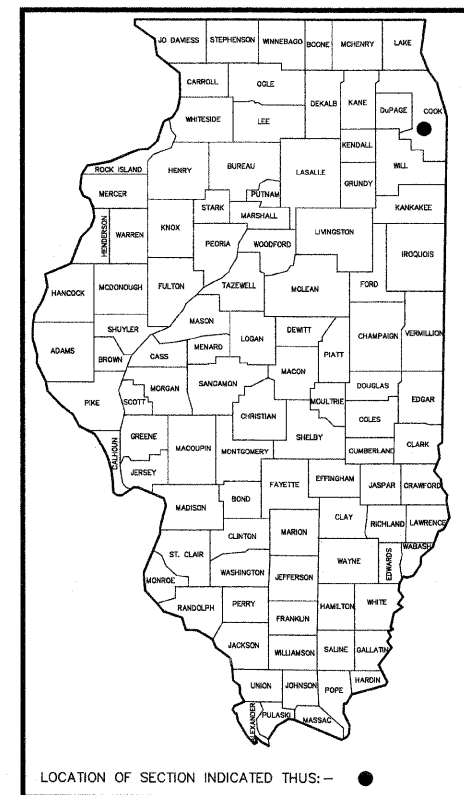 JO DAVIESS STEPHENSON WINNEBAGO BOONE MCHENRY LAKE
CARROLL OGLE
DEKALB KANE DuPAGE COOK
WHITESIDE LEE
KENDALL
ROCK ISLAND HENRY BUREAU LASALLE GRUNDY WILL
MERCER PUTNAM
STARK MARSHALL KANKAKEE
HENDERSON WARREN KNOX PEORIA WOODFORD LIVINGSTON
IROQUOIS
HANCOCK MCDONOUGH FULTON TAZEWELL MCLEAN FORD
MASON
SHUYLER LOGAN DEWITT CHAMPAIGN VERMILLION
ADAMS BROWN CASS MENARD PIATT
MACON
MORGAN SANGAMON DOUGLAS EDGAR
PIKE SCOTT CHRISTIAN MOULTRIE
COLES
GREENE MACOUPIN SHELBY
CALHOUN MONTGOMERY CUMBERLAND CLARK
JERSEY FAYETTE EFFINGHAM JASPAR CRAWFORD
MADISON BOND
CLAY RICHLAND LAWRENCE
CLINTON MARION
ST. CLAIR WAYNE EDWARDS WABASH
MONROE WASHINGTON JEFFERSON
RANDOLPH PERRY HAMILTON WHITE
FRANKLIN
JACKSON WILLIAMSON SALINE GALLATIN
UNION JOHNSON POPE HARDIN
ALEXANDER PULASKI MASSAC
LOCATION OF SECTION INDICATED THUS: –